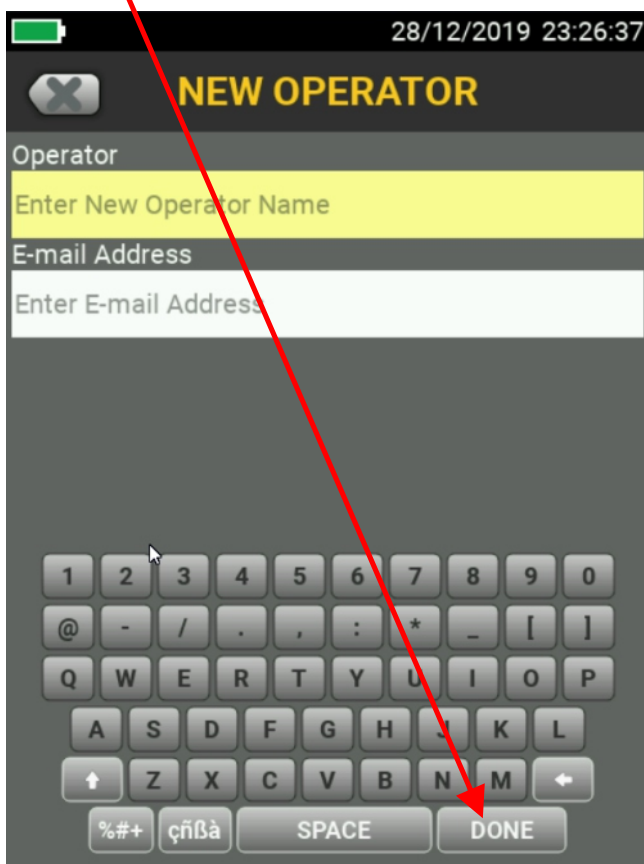 28/12/2019 23:26:37
NEW OPERATOR
Operator
Enter New Operator Name
E-mail Address
Enter E-mail Address
1 2 3 4 5 6 7 8 9 0
@ - / . , : * _ [ ]
Q W E R T Y U I O P
A S D F G H J K L
Z X C V B N M
%#+ çñßà SPACE DONE